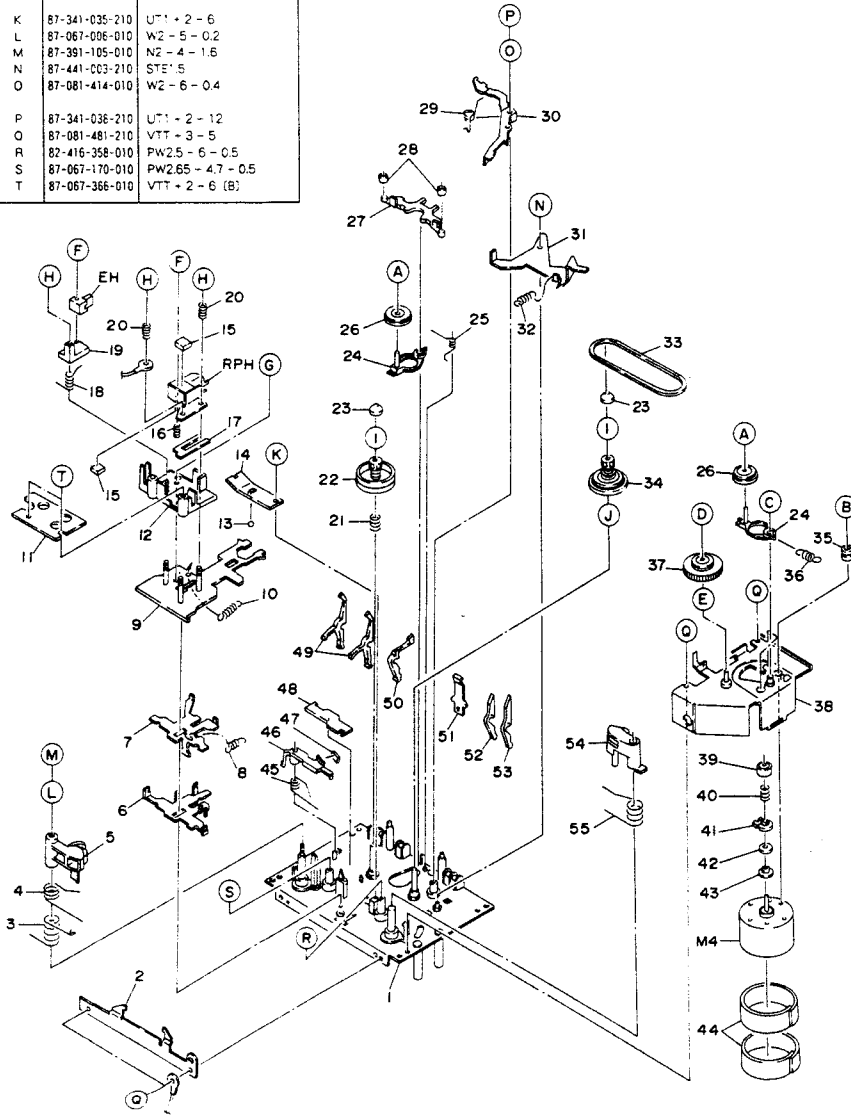 K 87-341-035-210 UT1 + 2 - 6
L 87-067-006-010 W2 - 5 - 0.2
M 87-391-105-010 N2 - 4 - 1.6
N 87-441-003-210 STE1.5
O 87-081-414-010 W2 - 6 - 0.4
P 87-341-036-210 UT1 + 2 - 12
Q 87-081-481-210 VTT + 3 - 5
R 82-416-358-010 PW2.5 - 6 - 0.5
S 87-067-170-010 PW2.65 - 4.7 - 0.5
T 87-067-366-010 VTT + 2 - 6 (B)
P
O
29
30
28
27
N
31
F
F
H
EH
H
H
A
20
26
25
32
20
15
24
33
19
RPH
G
18
23
23
16
17
I
I
A
14
K
22
34
26
T
15
12
13
21
J
C
24
B
D
35
11
37
36
9
10
E
Q
Q
49
50
38
48
51
7
47
52
53
54
M
8
46
39
45
40
L
6
55
41
5
42
4
43
S
3
M4
R
2
1
44
Q